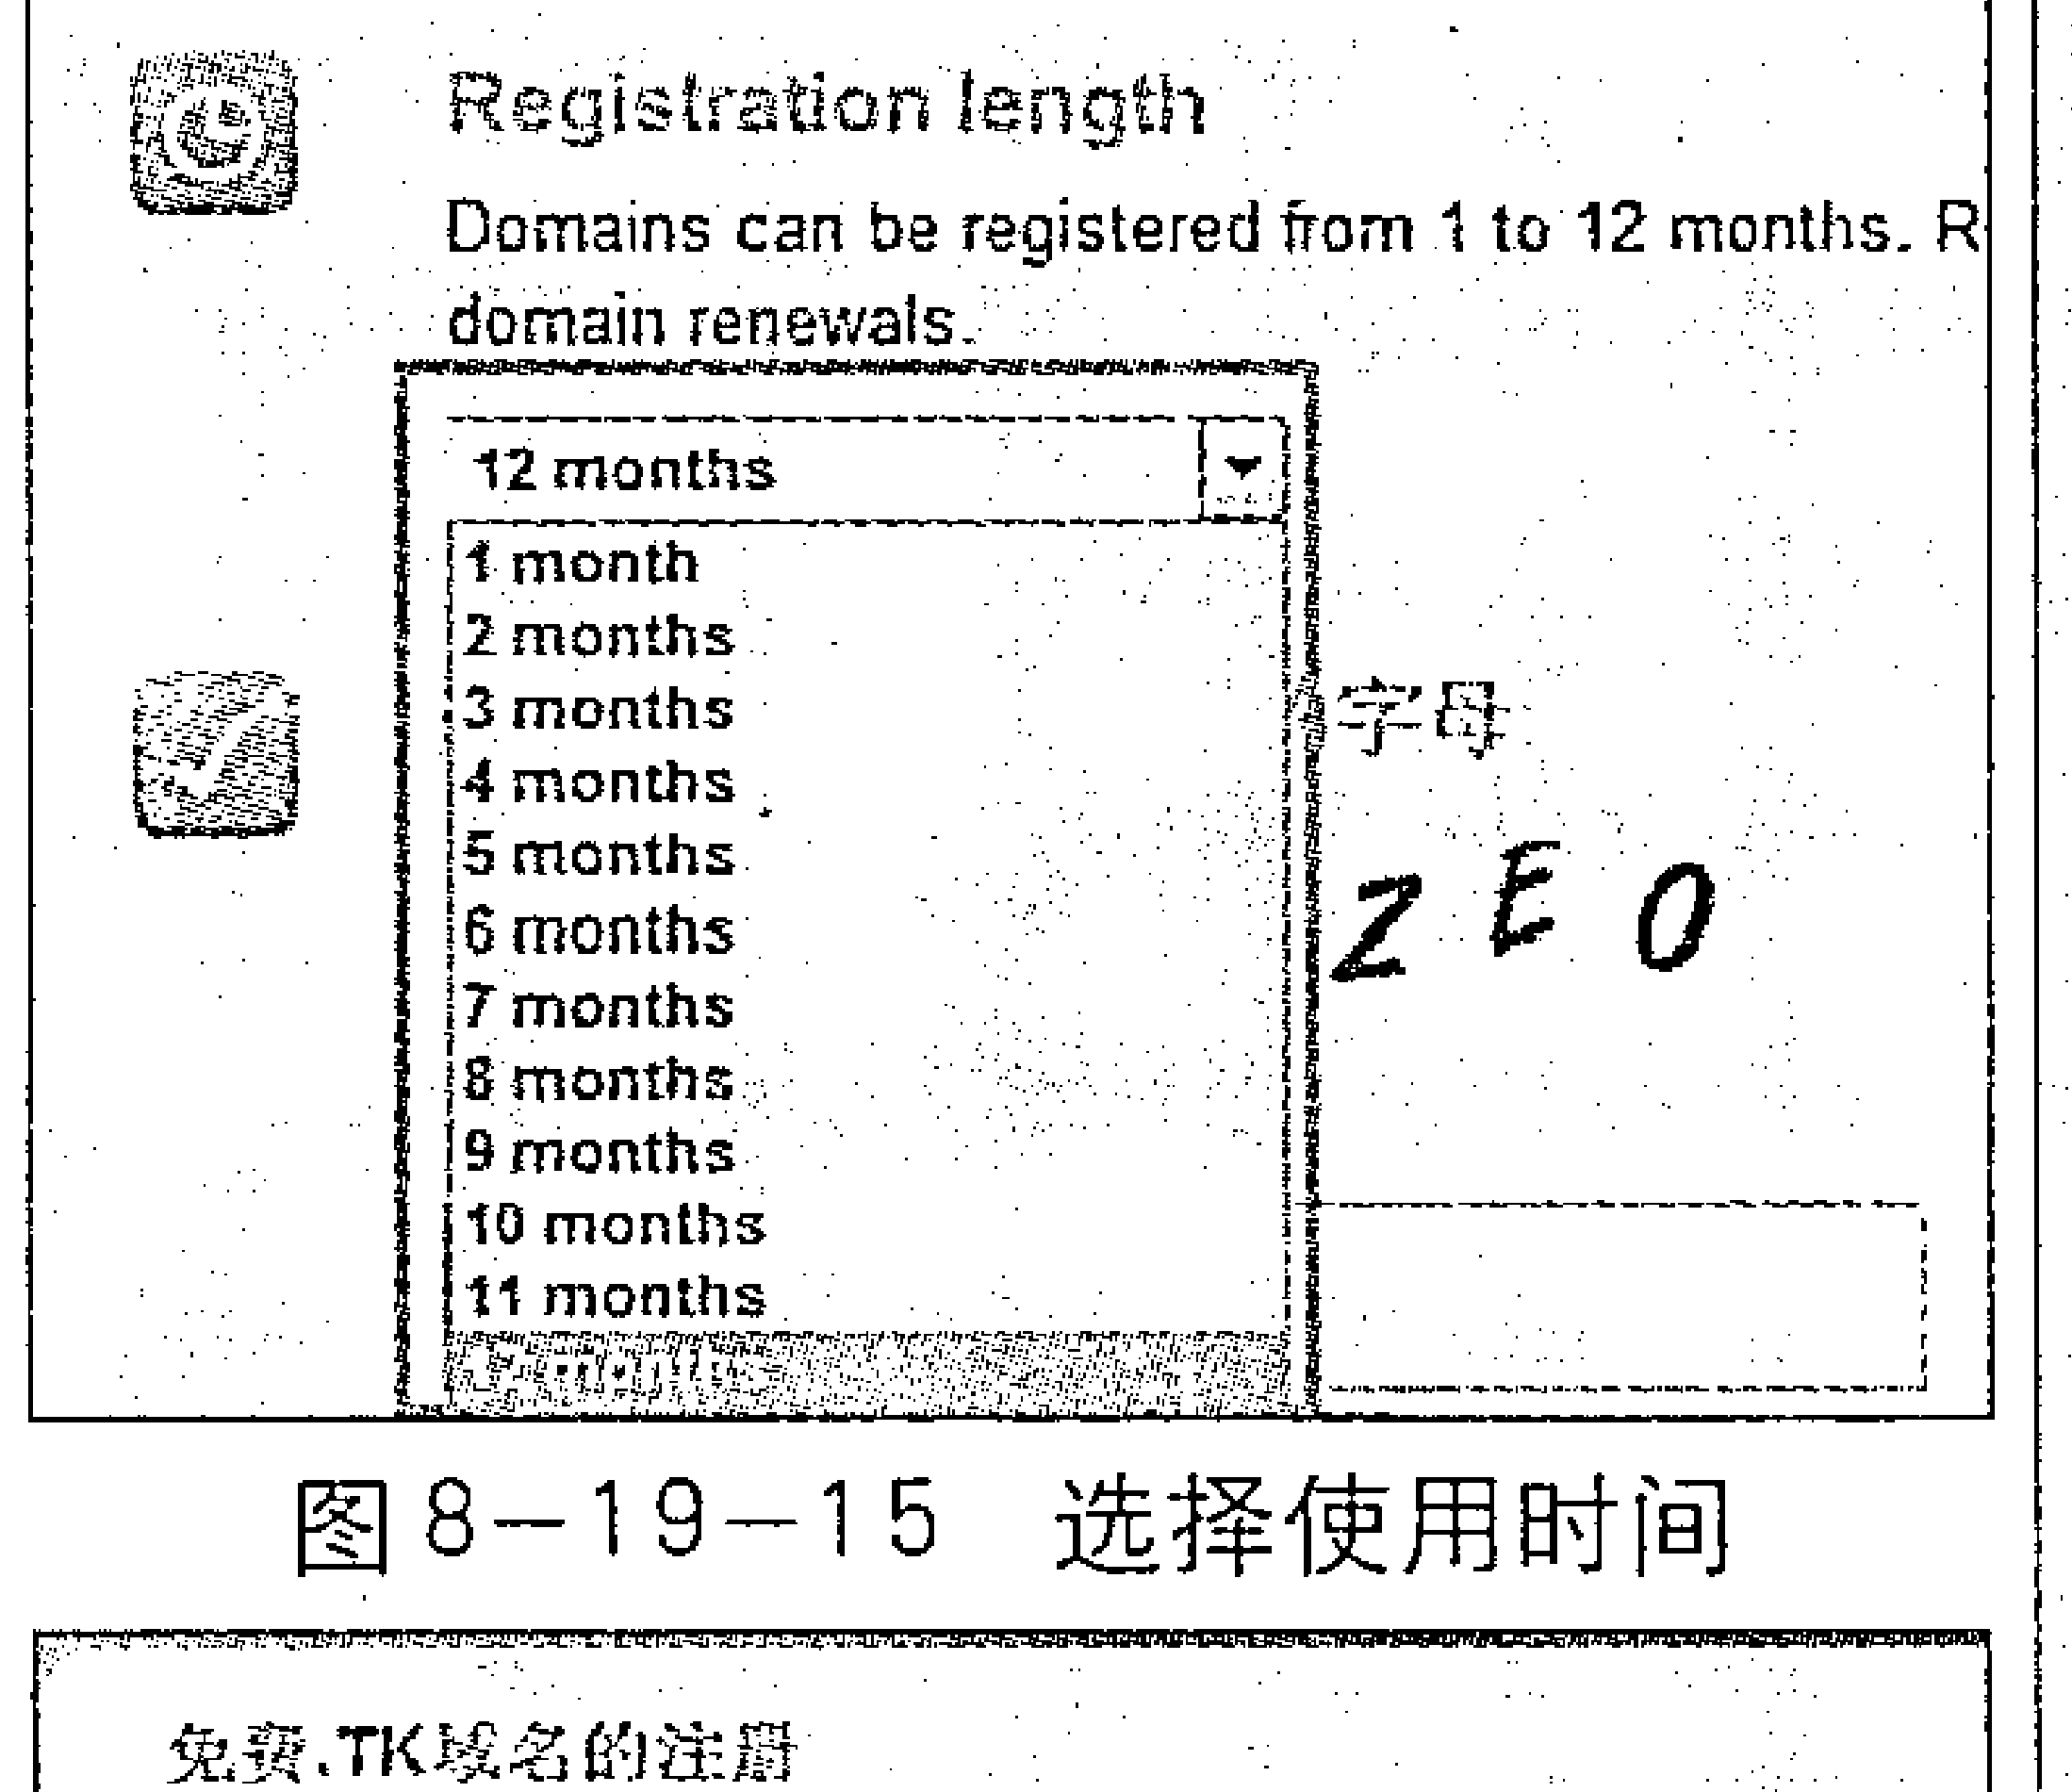 Registration length
Domains can be registered from 1 to 12 months. R
domain renewals.
12 months
1 month
2 months
3 months
字母
4 months
5 months
Z E O
6 months
7 months
8 months
9 months
10 months
11 months
12 months
图8-19-15 选择使用时间
免费.TK域名的注册